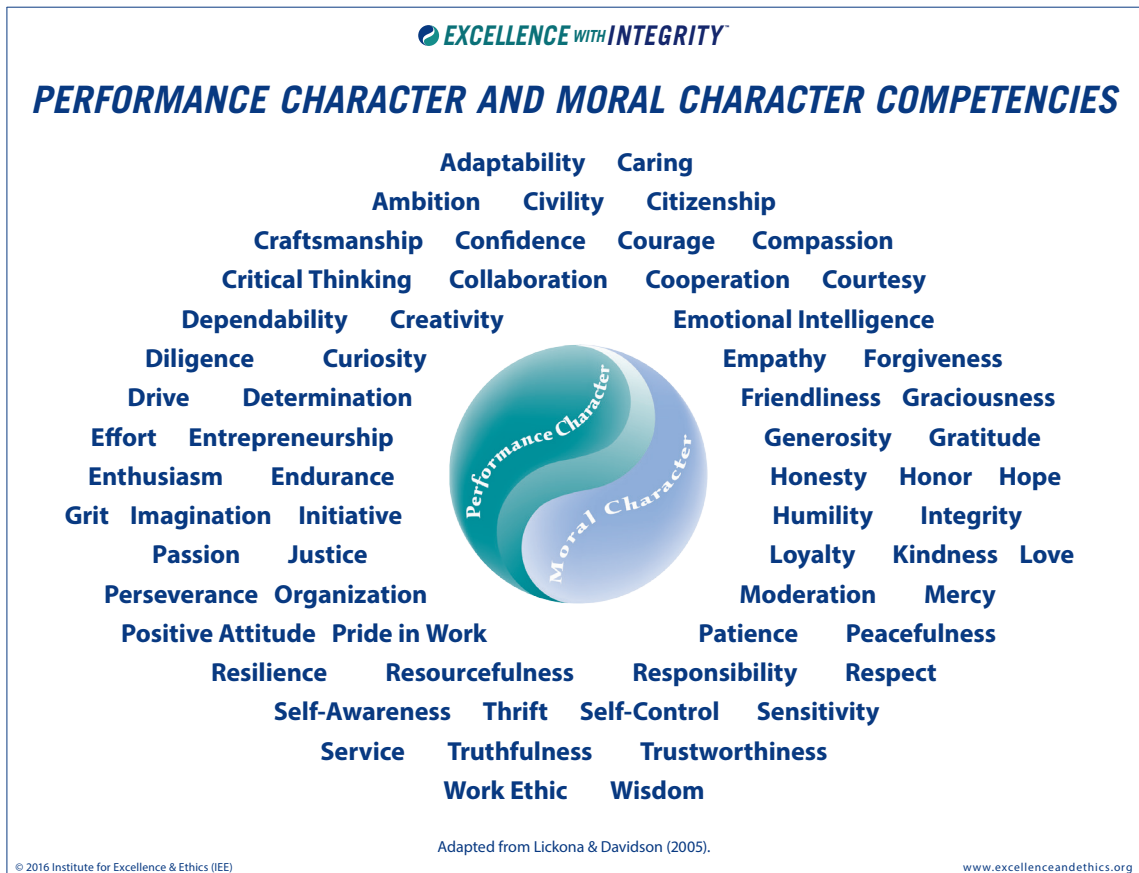 EXCELLENCE WITH INTEGRITY™
PERFORMANCE CHARACTER AND MORAL CHARACTER COMPETENCIES
Adaptability Caring
Ambition Civility Citizenship
Craftsmanship Confidence Courage Compassion
Critical Thinking Collaboration Cooperation Courtesy
Dependability Creativity Emotional Intelligence
Diligence Curiosity Empathy Forgiveness
Drive Determination Friendliness Graciousness
Effort Entrepreneurship Generosity Gratitude
Enthusiasm Endurance Honesty Honor Hope
Grit Imagination Initiative Humility Integrity
Passion Justice Loyalty Kindness Love
Perseverance Organization Moderation Mercy
Positive Attitude Pride in Work Patience Peacefulness
Resilience Resourcefulness Responsibility Respect
Self-Awareness Thrift Self-Control Sensitivity
Service Truthfulness Trustworthiness
Work Ethic Wisdom
Performance Character
Moral Character
Adapted from Lickona & Davidson (2005).
© 2016 Institute for Excellence & Ethics (IEE)
www.excellenceandethics.org